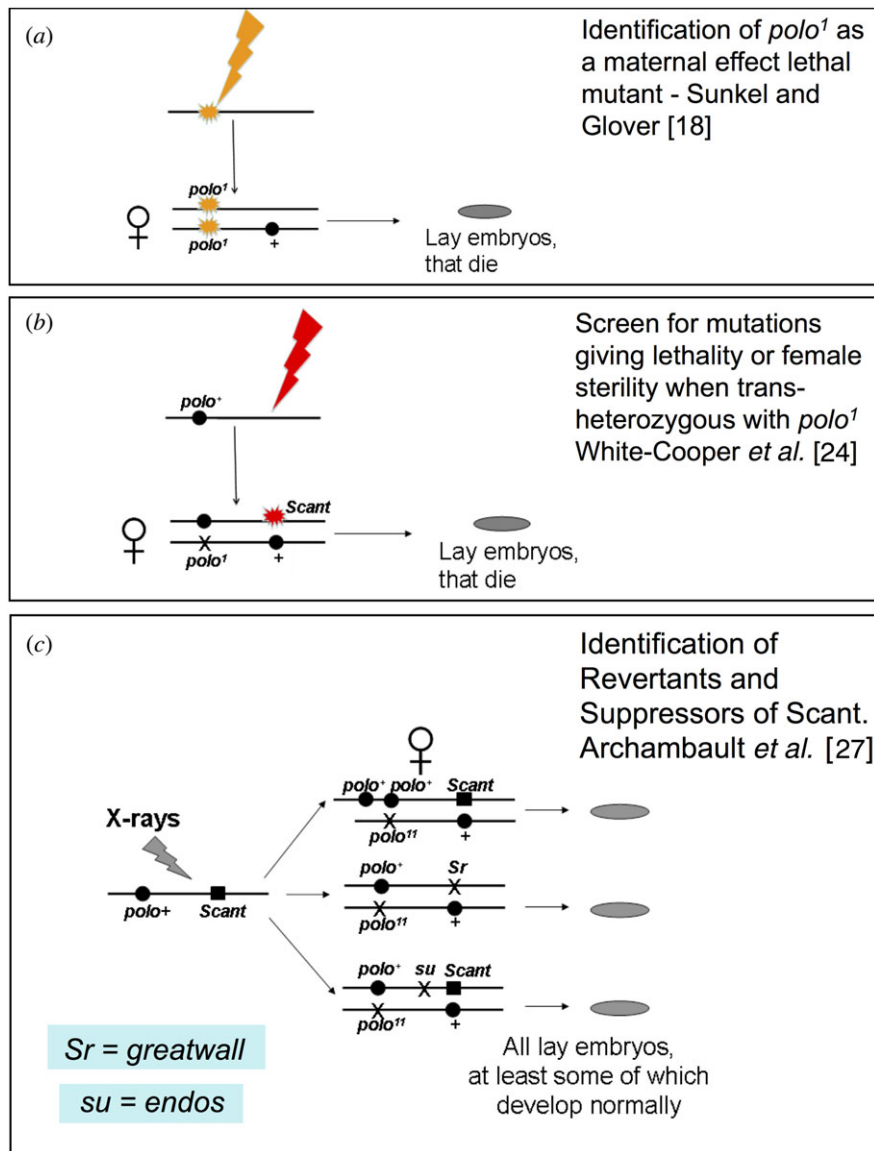 (a)
Identification of polo¹ as
a maternal effect lethal
mutant - Sunkel and
Glover [18]
polo¹
polo¹
+
Lay embryos,
that die
(b)
Screen for mutations
giving lethality or female
sterility when trans-
heterozygous with polo¹
White-Cooper et al. [24]
polo⁺
Scant
polo¹
+
Lay embryos,
that die
(c)
Identification of
Revertants and
Suppressors of Scant.
Archambault et al. [27]
X-rays
polo+
Scant
polo⁺ polo⁺ Scant
polo¹¹
+
polo⁺
Sr
polo¹¹
+
polo⁺ su Scant
polo¹¹
+
Sr = greatwall
su = endos
All lay embryos,
at least some of which
develop normally